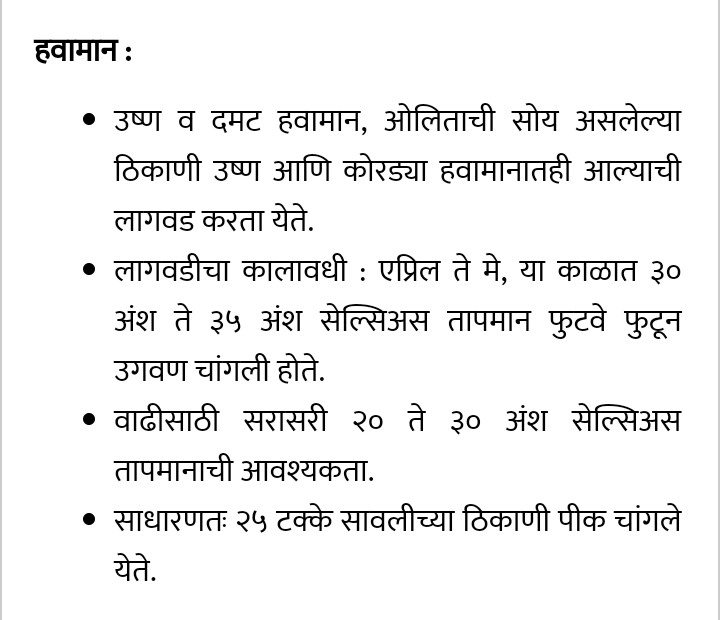 हवामान :
• उष्ण व दमट हवामान, ओलिताची सोय असलेल्या
ठिकाणी उष्ण आणि कोरड्या हवामानातही आल्याची
लागवड करता येते.
• लागवडीचा कालावधी : एप्रिल ते मे, या काळात ३०
अंश ते ३५ अंश सेल्सिअस तापमान फुटवे फुटून
उगवण चांगली होते.
• वाढीसाठी सरासरी २० ते ३० अंश सेल्सिअस
तापमानाची आवश्यकता.
• साधारणतः २५ टक्के सावलीच्या ठिकाणी पीक चांगले
येते.